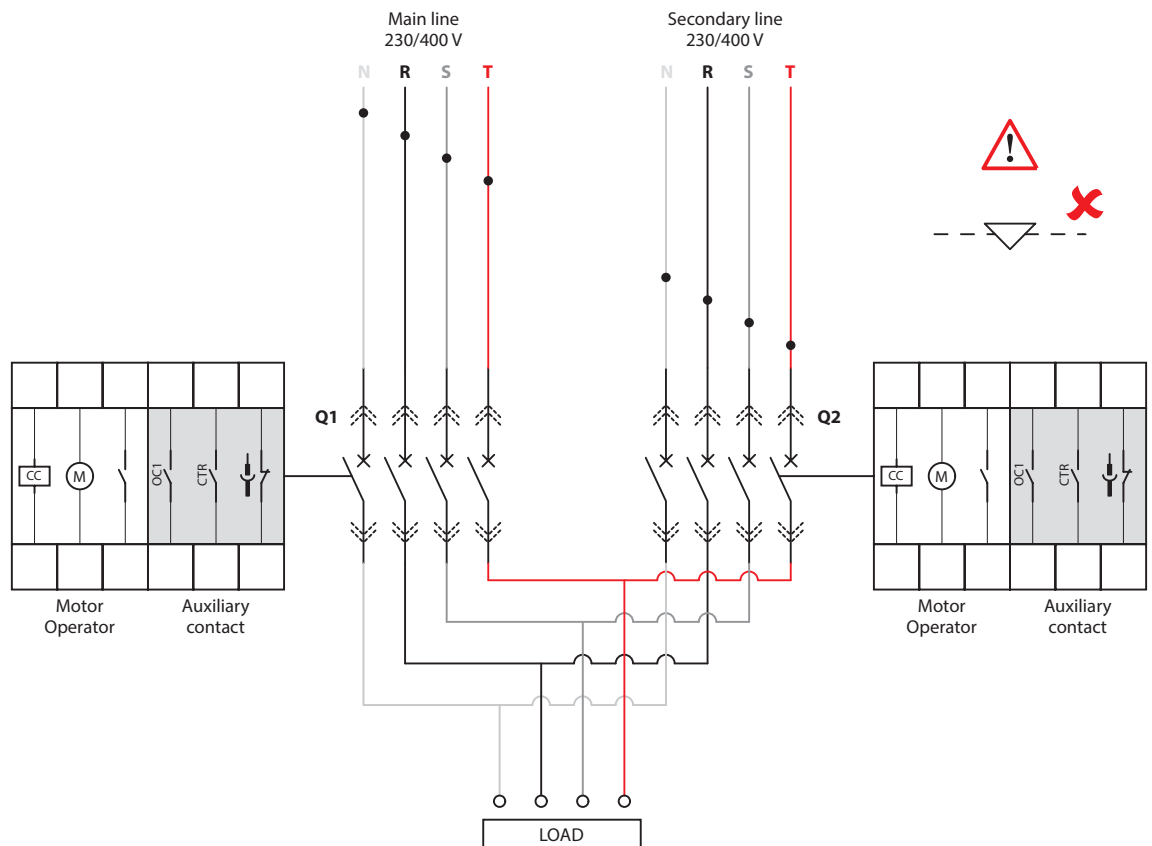 Main line
230/400 V
Secondary line
230/400 V
N R S T
N R S T
!
Q1
Q2
CC
M
OC1
CTR
CC
M
OC1
CTR
Motor
Operator
Auxiliary
contact
Motor
Operator
Auxiliary
contact
LOAD